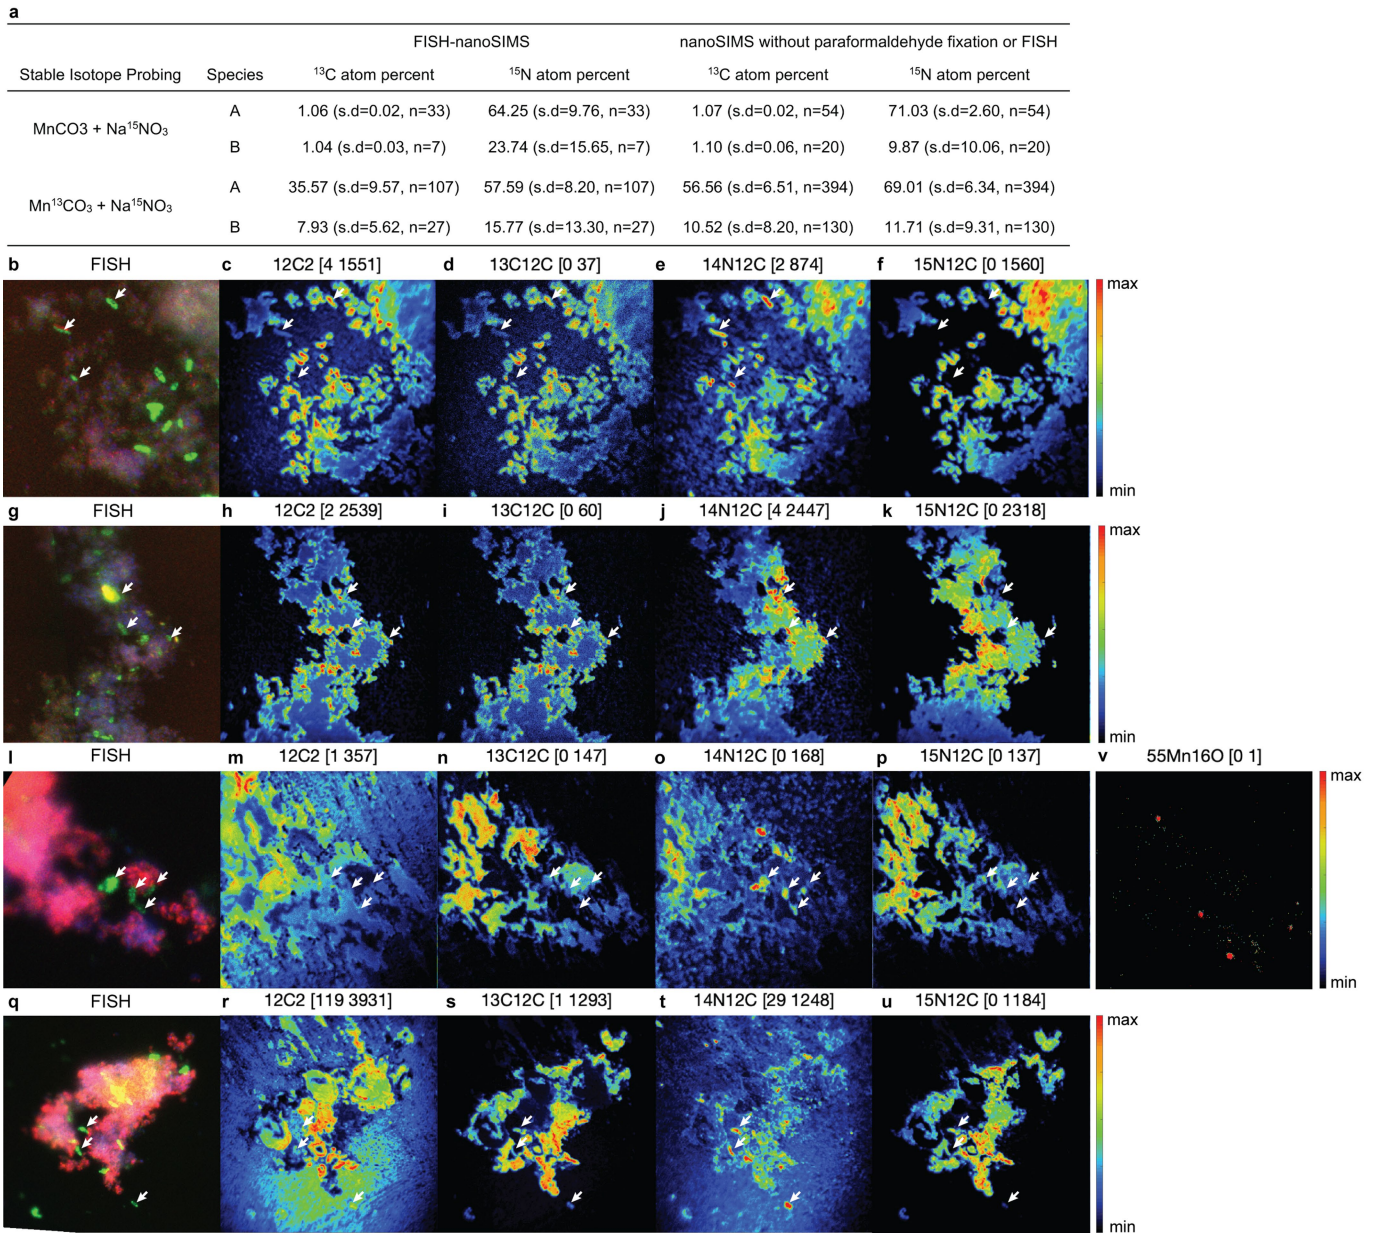 a
FISH-nanoSIMS nanoSIMS without paraformaldehyde fixation or FISH
Stable Isotope Probing Species ¹³C atom percent ¹⁵N atom percent ¹³C atom percent ¹⁵N atom percent
MnCO3 + Na¹⁵NO₃
A 1.06 (s.d=0.02, n=33) 64.25 (s.d=9.76, n=33) 1.07 (s.d=0.02, n=54) 71.03 (s.d=2.60, n=54)
B 1.04 (s.d=0.03, n=7) 23.74 (s.d=15.65, n=7) 1.10 (s.d=0.06, n=20) 9.87 (s.d=10.06, n=20)
Mn¹³CO₃ + Na¹⁵NO₃
A 35.57 (s.d=9.57, n=107) 57.59 (s.d=8.20, n=107) 56.56 (s.d=6.51, n=394) 69.01 (s.d=6.34, n=394)
B 7.93 (s.d=5.62, n=27) 15.77 (s.d=13.30, n=27) 10.52 (s.d=8.20, n=130) 11.71 (s.d=9.31, n=130)
b FISH c 12C2 [4 1551] d 13C12C [0 37] e 14N12C [2 874] f 15N12C [0 1560]
max
min
g FISH h 12C2 [2 2539] i 13C12C [0 60] j 14N12C [4 2447] k 15N12C [0 2318]
max
min
l FISH m 12C2 [1 357] n 13C12C [0 147] o 14N12C [0 168] p 15N12C [0 137] v 55Mn16O [0 1]
max
min
q FISH r 12C2 [119 3931] s 13C12C [1 1293] t 14N12C [29 1248] u 15N12C [0 1184]
max
min